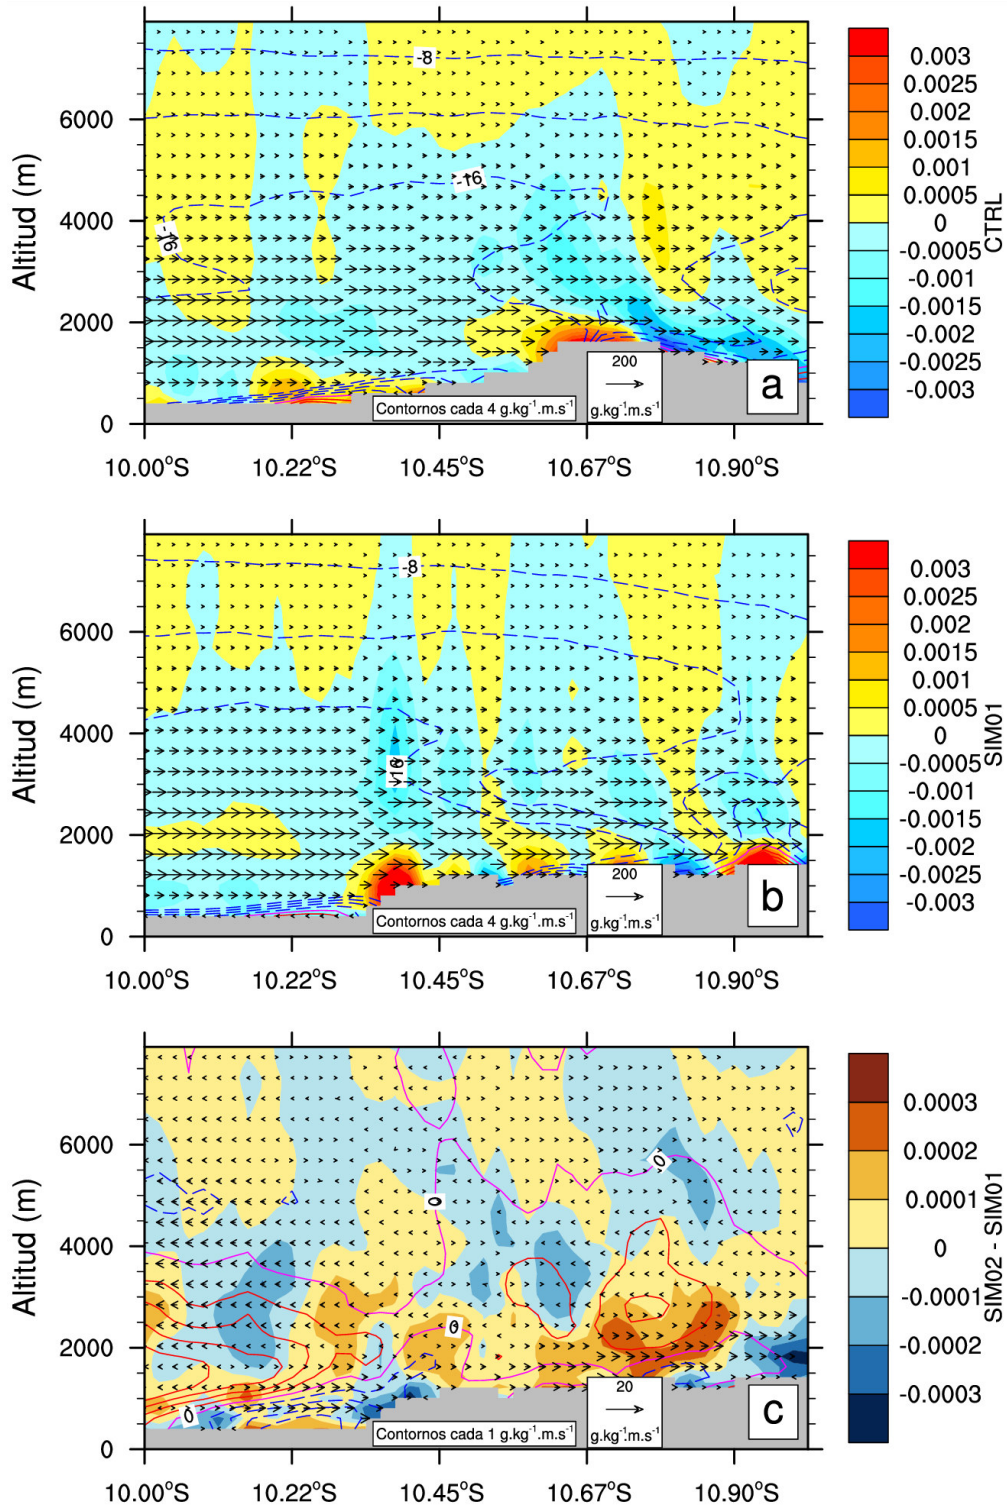 Altitud (m)
6000
4000
2000
0
-8
-16
-16
Contornos cada 4 g.kg⁻¹.m.s⁻¹
200
g.kg⁻¹.m.s⁻¹
a
10.00°S
10.22°S
10.45°S
10.67°S
10.90°S
0.003
0.0025
0.002
0.0015
0.001
0.0005
0
-0.0005
-0.001
-0.0015
-0.002
-0.0025
-0.003
CTRL
Altitud (m)
6000
4000
2000
0
-8
Contornos cada 4 g.kg⁻¹.m.s⁻¹
200
g.kg⁻¹.m.s⁻¹
b
10.00°S
10.22°S
10.45°S
10.67°S
10.90°S
0.003
0.0025
0.002
0.0015
0.001
0.0005
0
-0.0005
-0.001
-0.0015
-0.002
-0.0025
-0.003
SIM01
Altitud (m)
6000
4000
2000
0
0
0
0
0
Contornos cada 1 g.kg⁻¹.m.s⁻¹
20
g.kg⁻¹.m.s⁻¹
c
10.00°S
10.22°S
10.45°S
10.67°S
10.90°S
0.0003
0.0002
0.0001
0
-0.0001
-0.0002
-0.0003
SIM02 - SIM01